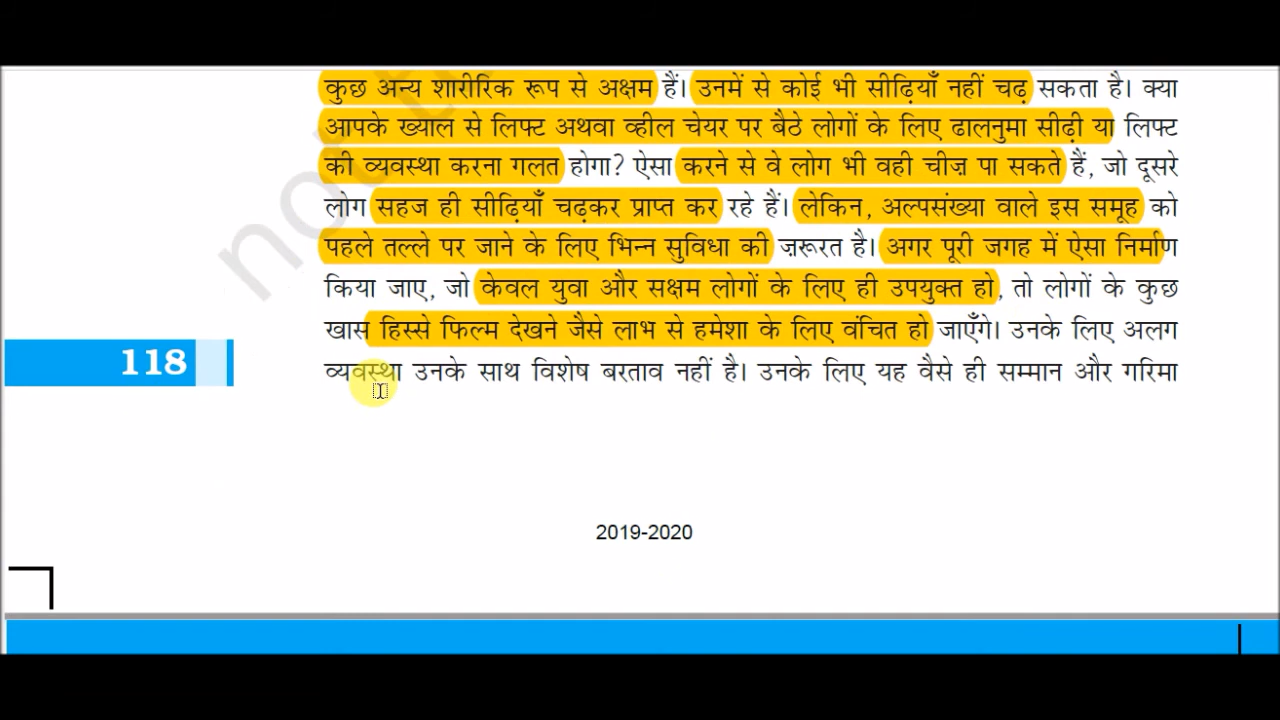 कुछ अन्य शारीरिक रूप से अक्षम हैं। उनमें से कोई भी सीढ़ियाँ नहीं चढ़ सकता है। क्या
आपके ख्याल से लिफ्ट अथवा व्हील चेयर पर बैठे लोगों के लिए ढालनुमा सीढ़ी या लिफ्ट
की व्यवस्था करना गलत होगा? ऐसा करने से वे लोग भी वही चीज़ पा सकते हैं, जो दूसरे
लोग सहज ही सीढ़ियाँ चढ़कर प्राप्त कर रहे हैं। लेकिन, अल्पसंख्या वाले इस समूह को
पहले तल्ले पर जाने के लिए भिन्न सुविधा की ज़रूरत है। अगर पूरी जगह में ऐसा निर्माण
किया जाए, जो केवल युवा और सक्षम लोगों के लिए ही उपयुक्त हो, तो लोगों के कुछ
खास हिस्से फिल्म देखने जैसे लाभ से हमेशा के लिए वंचित हो जाएँगे। उनके लिए अलग
व्यवस्था उनके साथ विशेष बरताव नहीं है। उनके लिए यह वैसे ही सम्मान और गरिमा
118
2019-2020
not